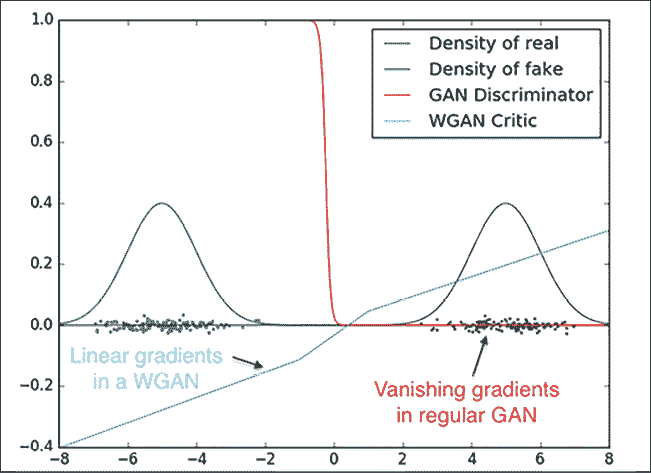 1.0
0.8
0.6
0.4
0.2
0.0
−0.2
−0.4
−8
−6
−4
−2
0
2
4
6
8
Density of real
Density of fake
GAN Discriminator
WGAN Critic
Linear gradients
in a WGAN
Vanishing gradients
in regular GAN